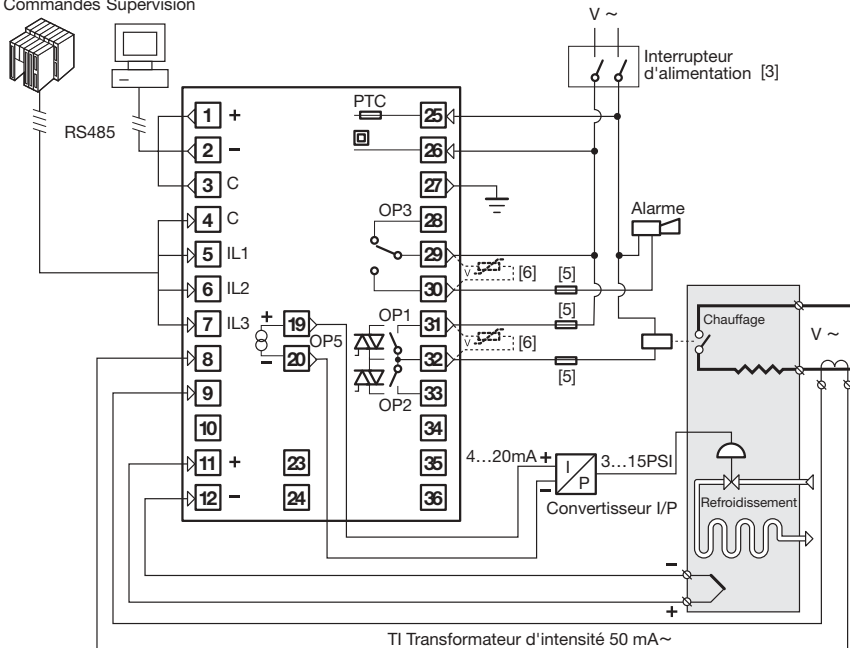 Commandes Supervision
V ~
Interrupteur
d'alimentation [3]
RS485
PTC
1 +
2 -
3 C
4 C
5 IL1
6 IL2
7 IL3
8
9
10
11 +
12 -
+ 19
OP5
- 20
23
24
25
26
27
OP3 28
29
30
OP1 31
32
OP2 33
34
35
36
Alarme
V [6]
[5]
[5]
V [6]
[5]
Chauffage
V ~
4...20mA +
-
I
P
3...15PSI
Convertisseur I/P
Refroidissement
-
+
TI Transformateur d'intensité 50 mA~